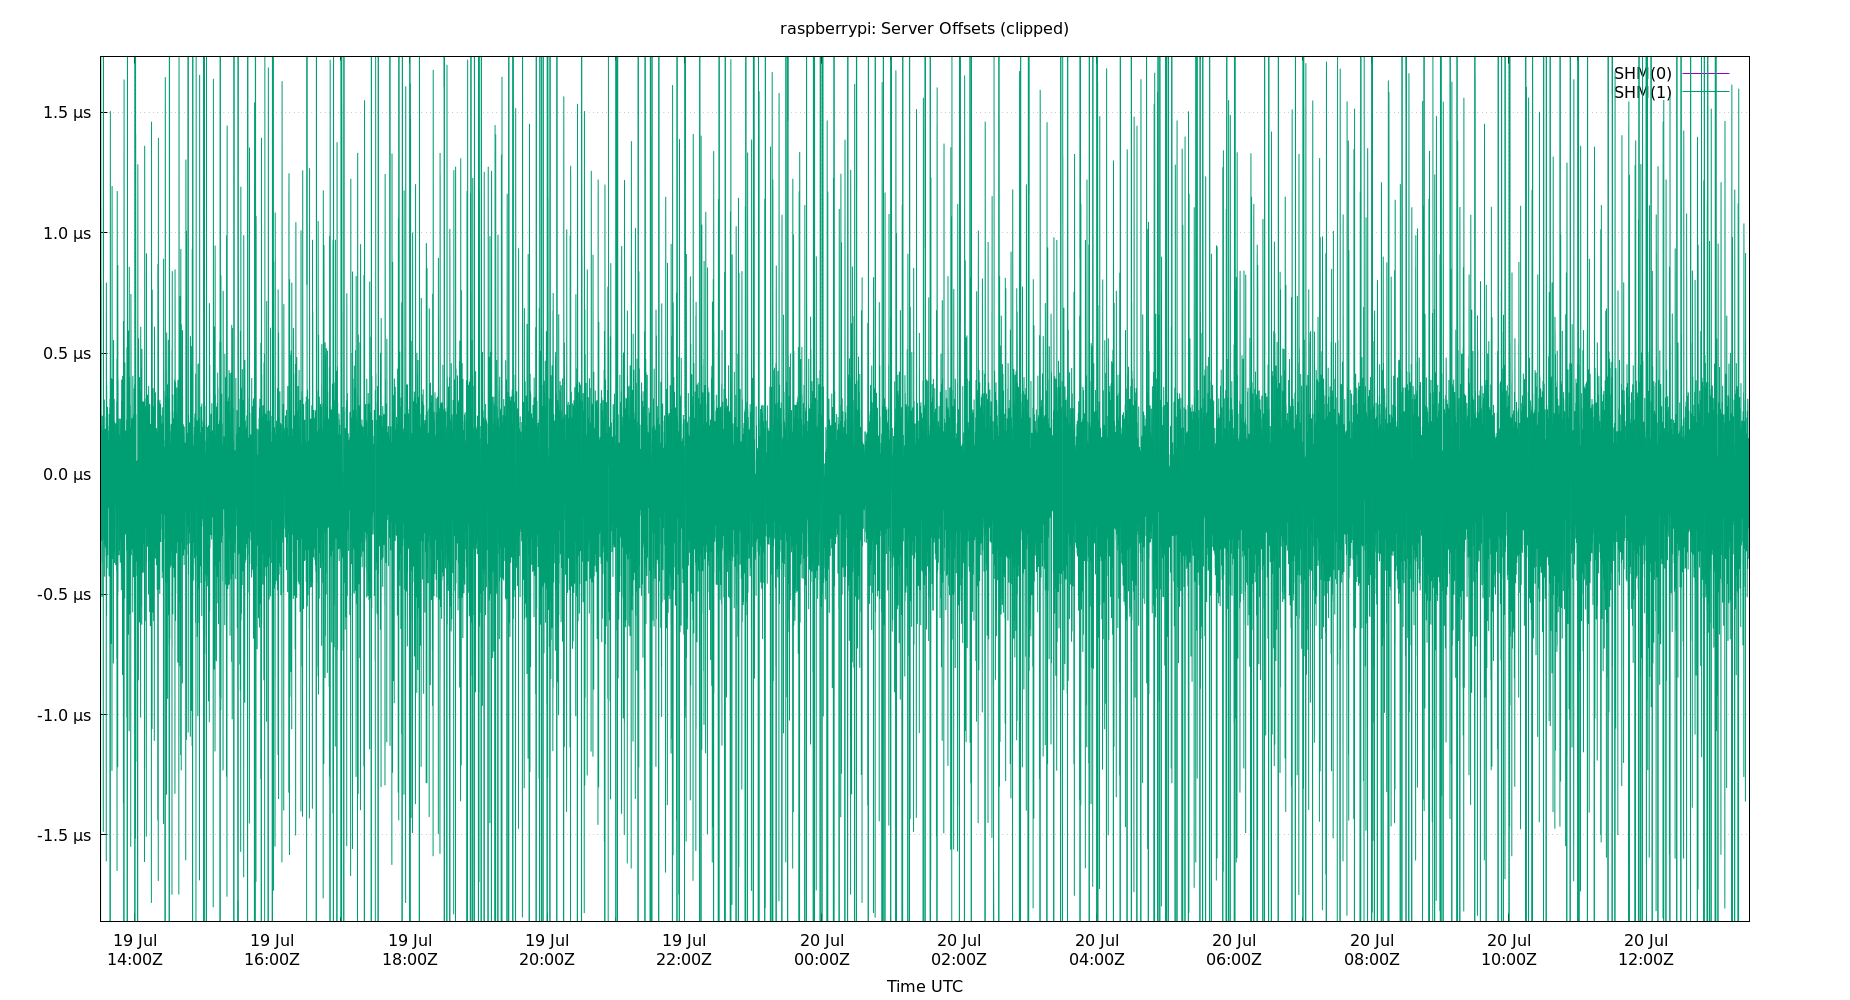 raspberrypi: Server Offsets (clipped)
SHM(0)
SHM(1)
1.5 µs
1.0 µs
0.5 µs
0.0 µs
-0.5 µs
-1.0 µs
-1.5 µs
19 Jul 19 Jul 19 Jul 19 Jul 19 Jul 20 Jul 20 Jul 20 Jul 20 Jul 20 Jul 20 Jul 20 Jul
14:00Z 16:00Z 18:00Z 20:00Z 22:00Z 00:00Z 02:00Z 04:00Z 06:00Z 08:00Z 10:00Z 12:00Z
Time UTC